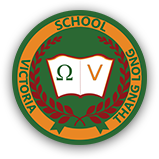 VICTORIA SCHOOL THANG LONG
Ω V